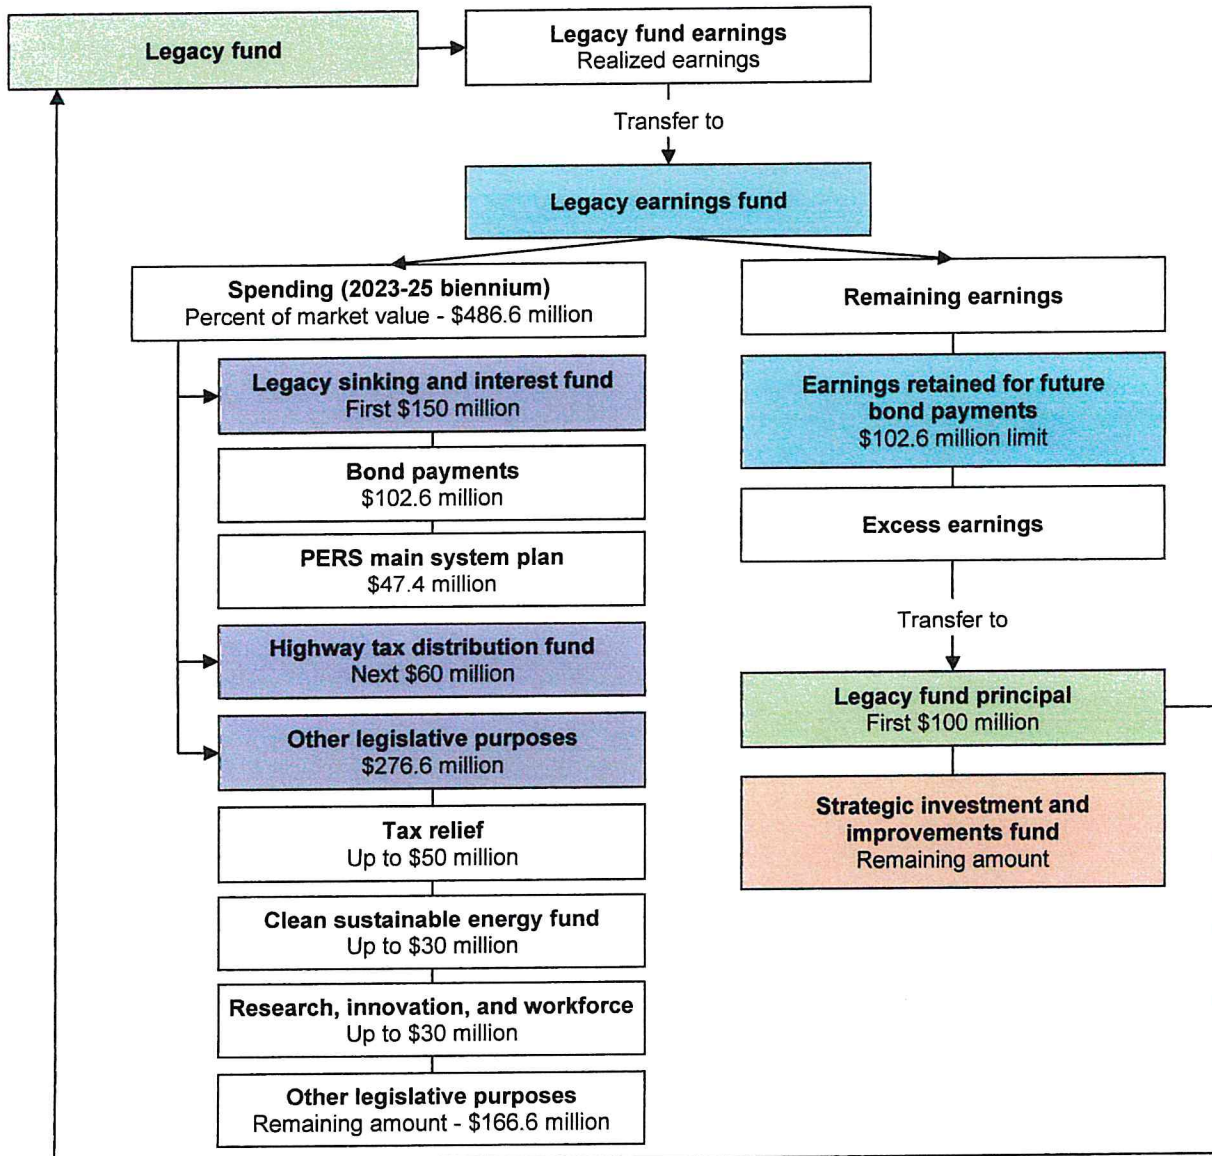 Legacy fund
Legacy fund earnings
Realized earnings
Transfer to
Legacy earnings fund
Spending (2023-25 biennium)
Percent of market value - $486.6 million
Legacy sinking and interest fund
First $150 million
Bond payments
$102.6 million
PERS main system plan
$47.4 million
Highway tax distribution fund
Next $60 million
Other legislative purposes
$276.6 million
Tax relief
Up to $50 million
Clean sustainable energy fund
Up to $30 million
Research, innovation, and workforce
Up to $30 million
Other legislative purposes
Remaining amount - $166.6 million
Remaining earnings
Earnings retained for future
bond payments
$102.6 million limit
Excess earnings
Transfer to
Legacy fund principal
First $100 million
Strategic investment and
improvements fund
Remaining amount